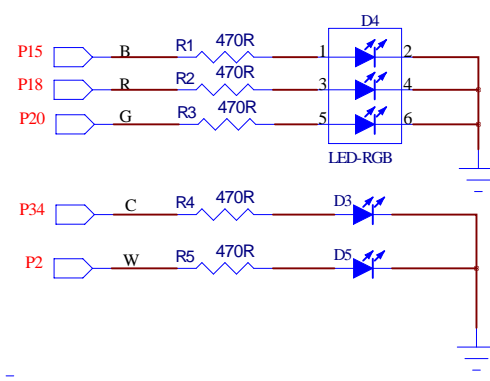 D4
P15 B R1 470R 1 2
P18 R R2 470R 3 4
P20 G R3 470R 5 6
LED-RGB
P34 C R4 470R D3
P2 W R5 470R D5